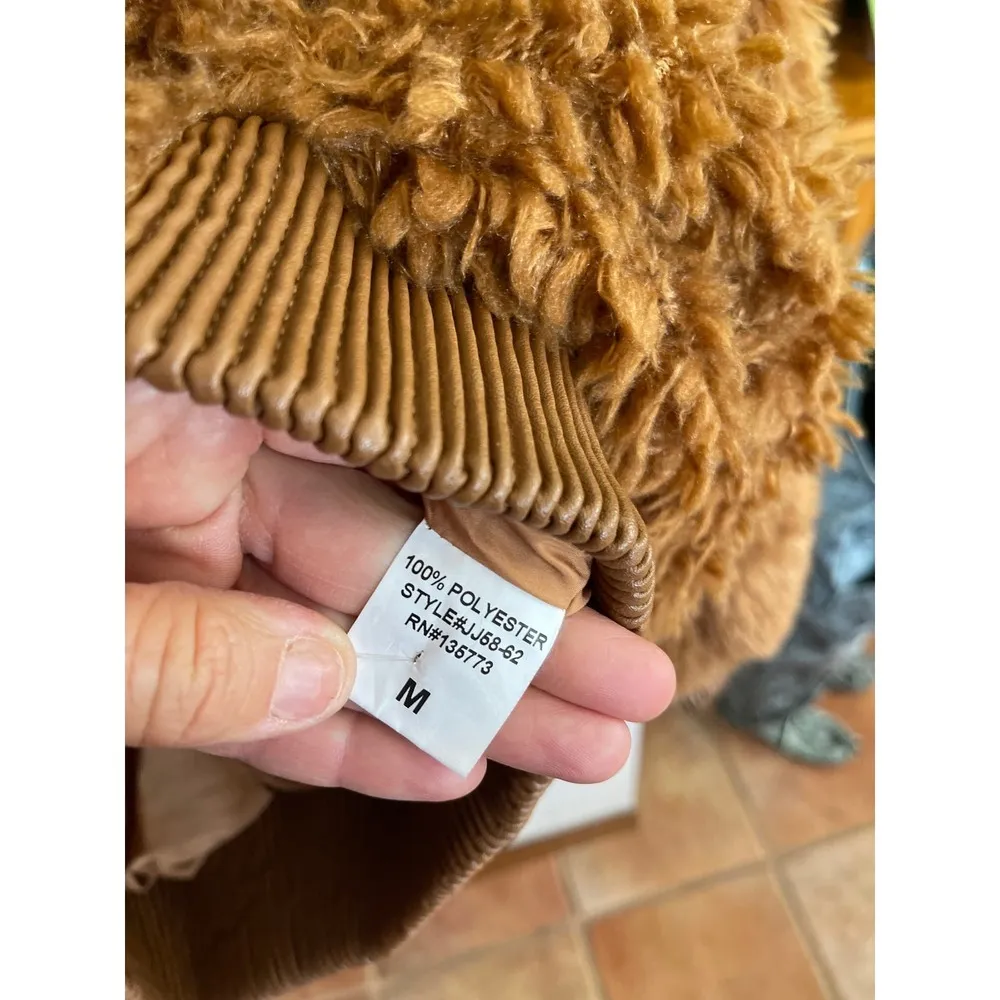 100% POLYESTER
STYLE#JJ58-62
RN#135773
M